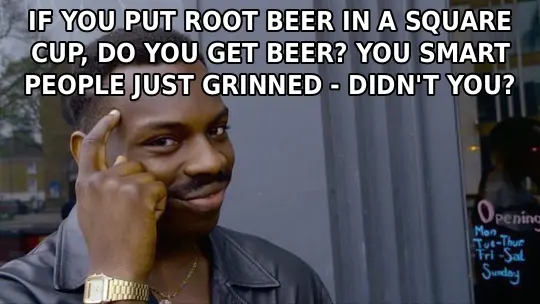 IF YOU PUT ROOT BEER IN A SQUARE
CUP, DO YOU GET BEER? YOU SMART
PEOPLE JUST GRINNED - DIDN'T YOU?
Opening
Mon
Tue-Thur
Fri-Sat
Sunday